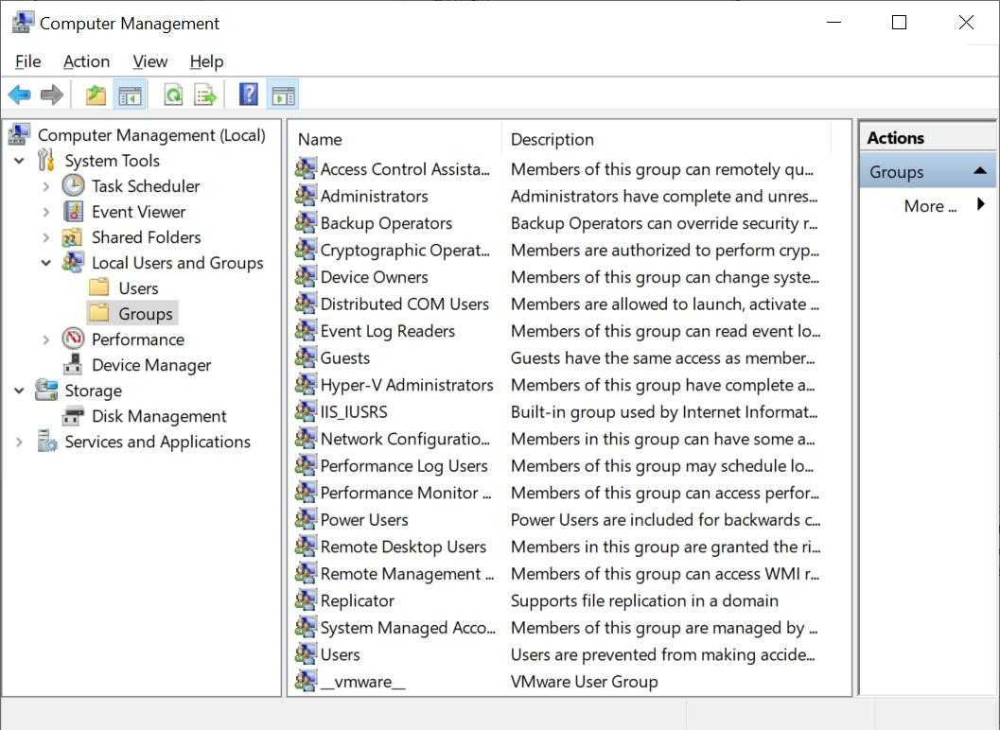 Computer Management
File Action View Help
Computer Management (Local)
System Tools
Task Scheduler
Event Viewer
Shared Folders
Local Users and Groups
Users
Groups
Performance
Device Manager
Storage
Disk Management
Services and Applications
Name Description
Access Control Assista... Members of this group can remotely qu...
Administrators Administrators have complete and unres...
Backup Operators Backup Operators can override security r...
Cryptographic Operat... Members are authorized to perform cryp...
Device Owners Members of this group can change syste...
Distributed COM Users Members are allowed to launch, activate ...
Event Log Readers Members of this group can read event lo...
Guests Guests have the same access as member...
Hyper-V Administrators Members of this group have complete a...
IIS_IUSRS Built-in group used by Internet Informat...
Network Configuratio... Members in this group can have some a...
Performance Log Users Members of this group may schedule lo...
Performance Monitor ... Members of this group can access perfor...
Power Users Power Users are included for backwards c...
Remote Desktop Users Members in this group are granted the ri...
Remote Management ... Members of this group can access WMI r...
Replicator Supports file replication in a domain
System Managed Acco... Members of this group are managed by ...
Users Users are prevented from making accide...
__vmware__ VMware User Group
Actions
Groups
More ...